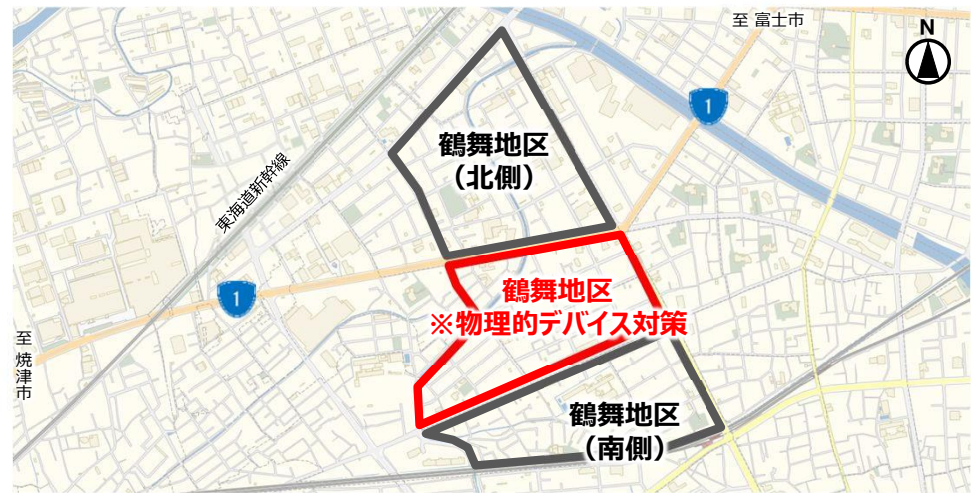 至 富士市
N
1
鶴舞地区
（北側）
東海道新幹線
1
鶴舞地区
※物理的デバイス対策
至 焼津市
鶴舞地区
（南側）